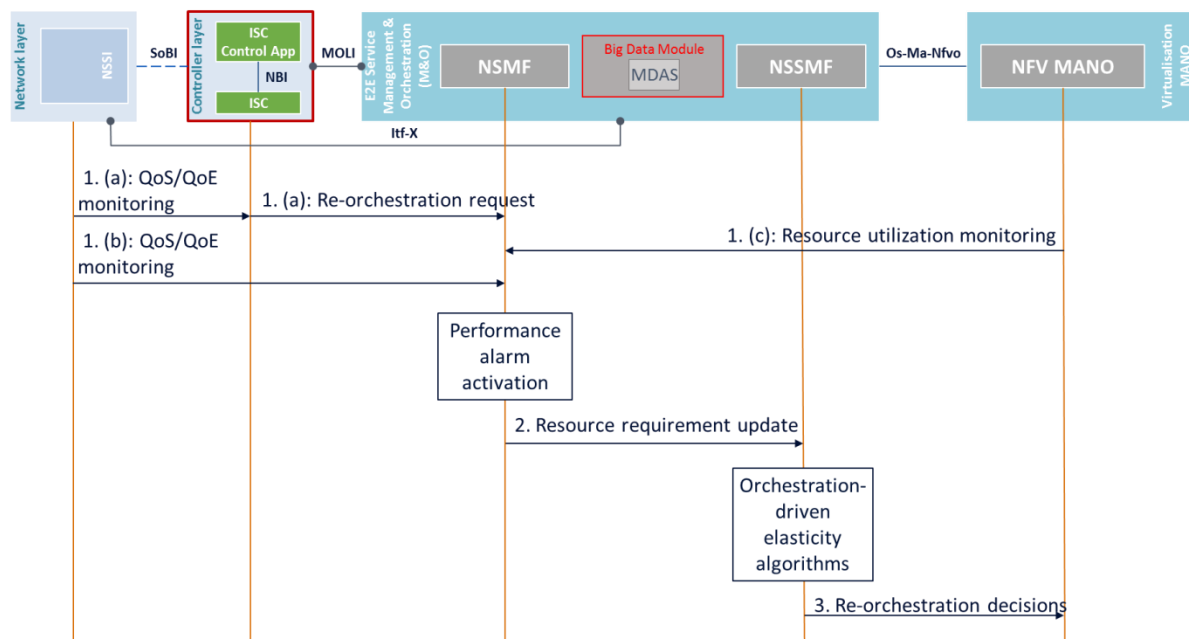 Network layer
NSSI
SoBI
Controller layer
ISC
Control App
NBI
ISC
MOLI
E2E Service
Management &
Orchestration
(M&O)
NSMF
Big Data Module
MDAS
NSSMF
Os-Ma-Nfvo
NFV MANO
Virtualisation
MANO
Itf-X
1. (a): QoS/QoE
monitoring
1. (a): Re-orchestration request
1. (b): QoS/QoE
monitoring
1. (c): Resource utilization monitoring
Performance
alarm
activation
2. Resource requirement update
Orchestration-
driven
elasticity
algorithms
3. Re-orchestration decisions